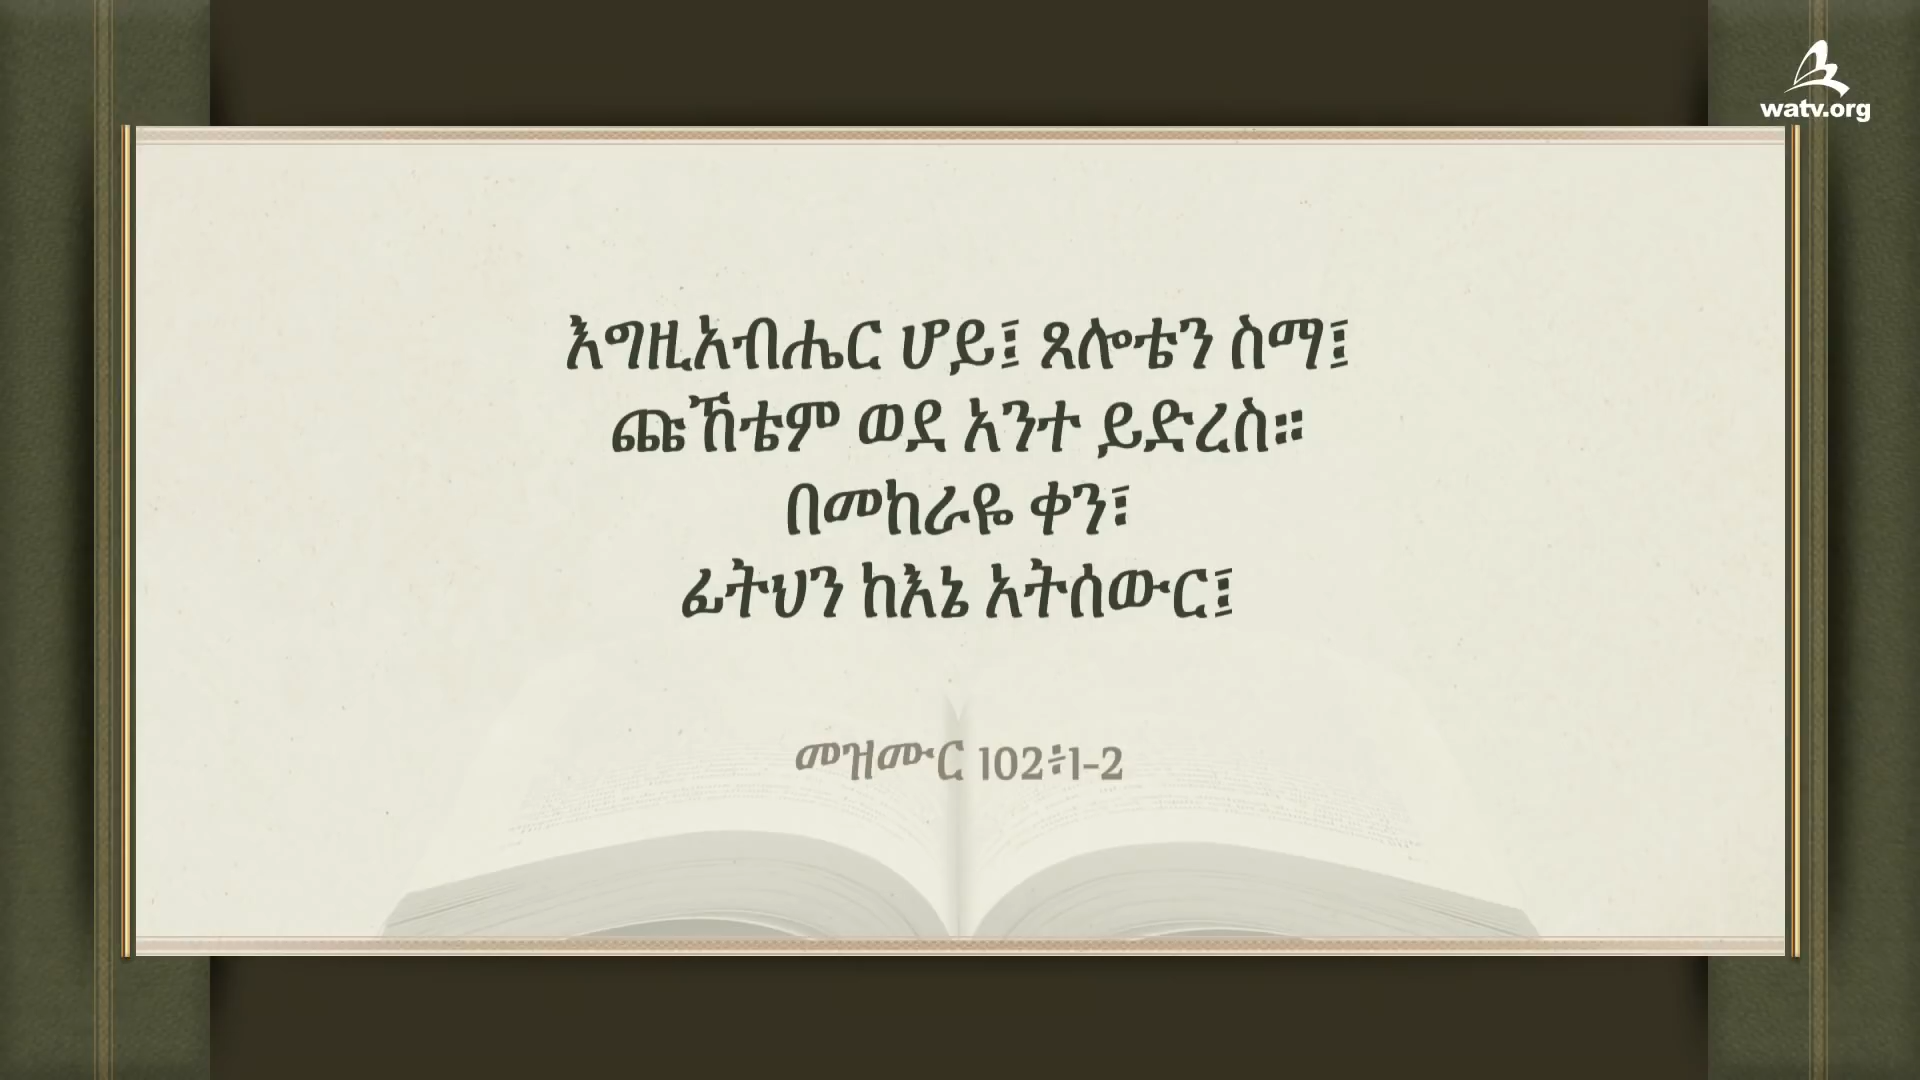 watv.org
እግዚአብሔር ሆይ፤ ጸሎቴን ስማ፤
ጩኸቴም ወደ አንተ ይድረስ።
በመከራዬ ቀን፣
ፊትህን ከእኔ አትሰውር፤
መዝሙር 102፥1-2